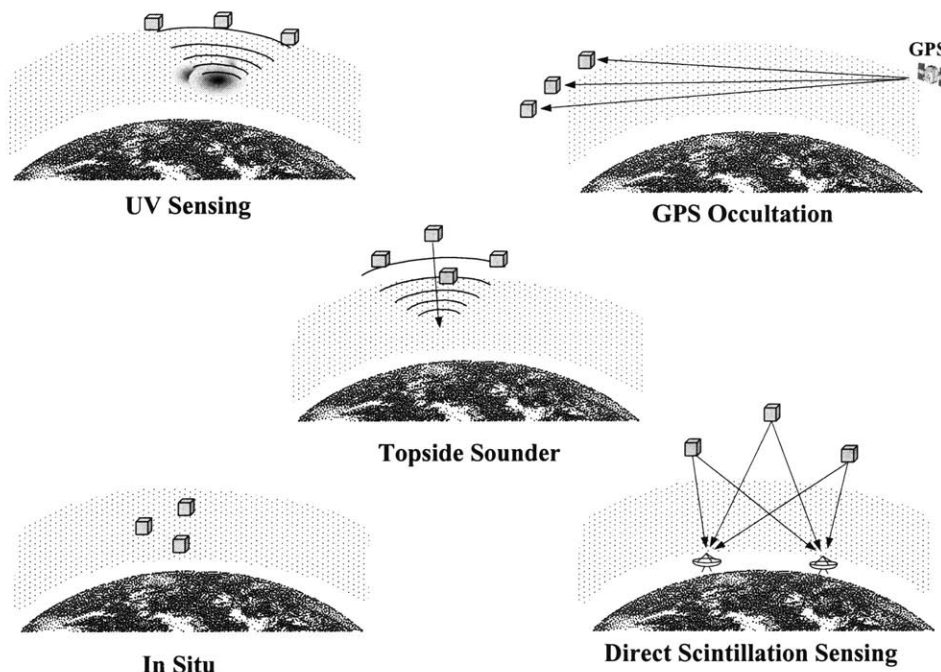 GPS
UV Sensing
GPS Occultation
Topside Sounder
In Situ
Direct Scintillation Sensing